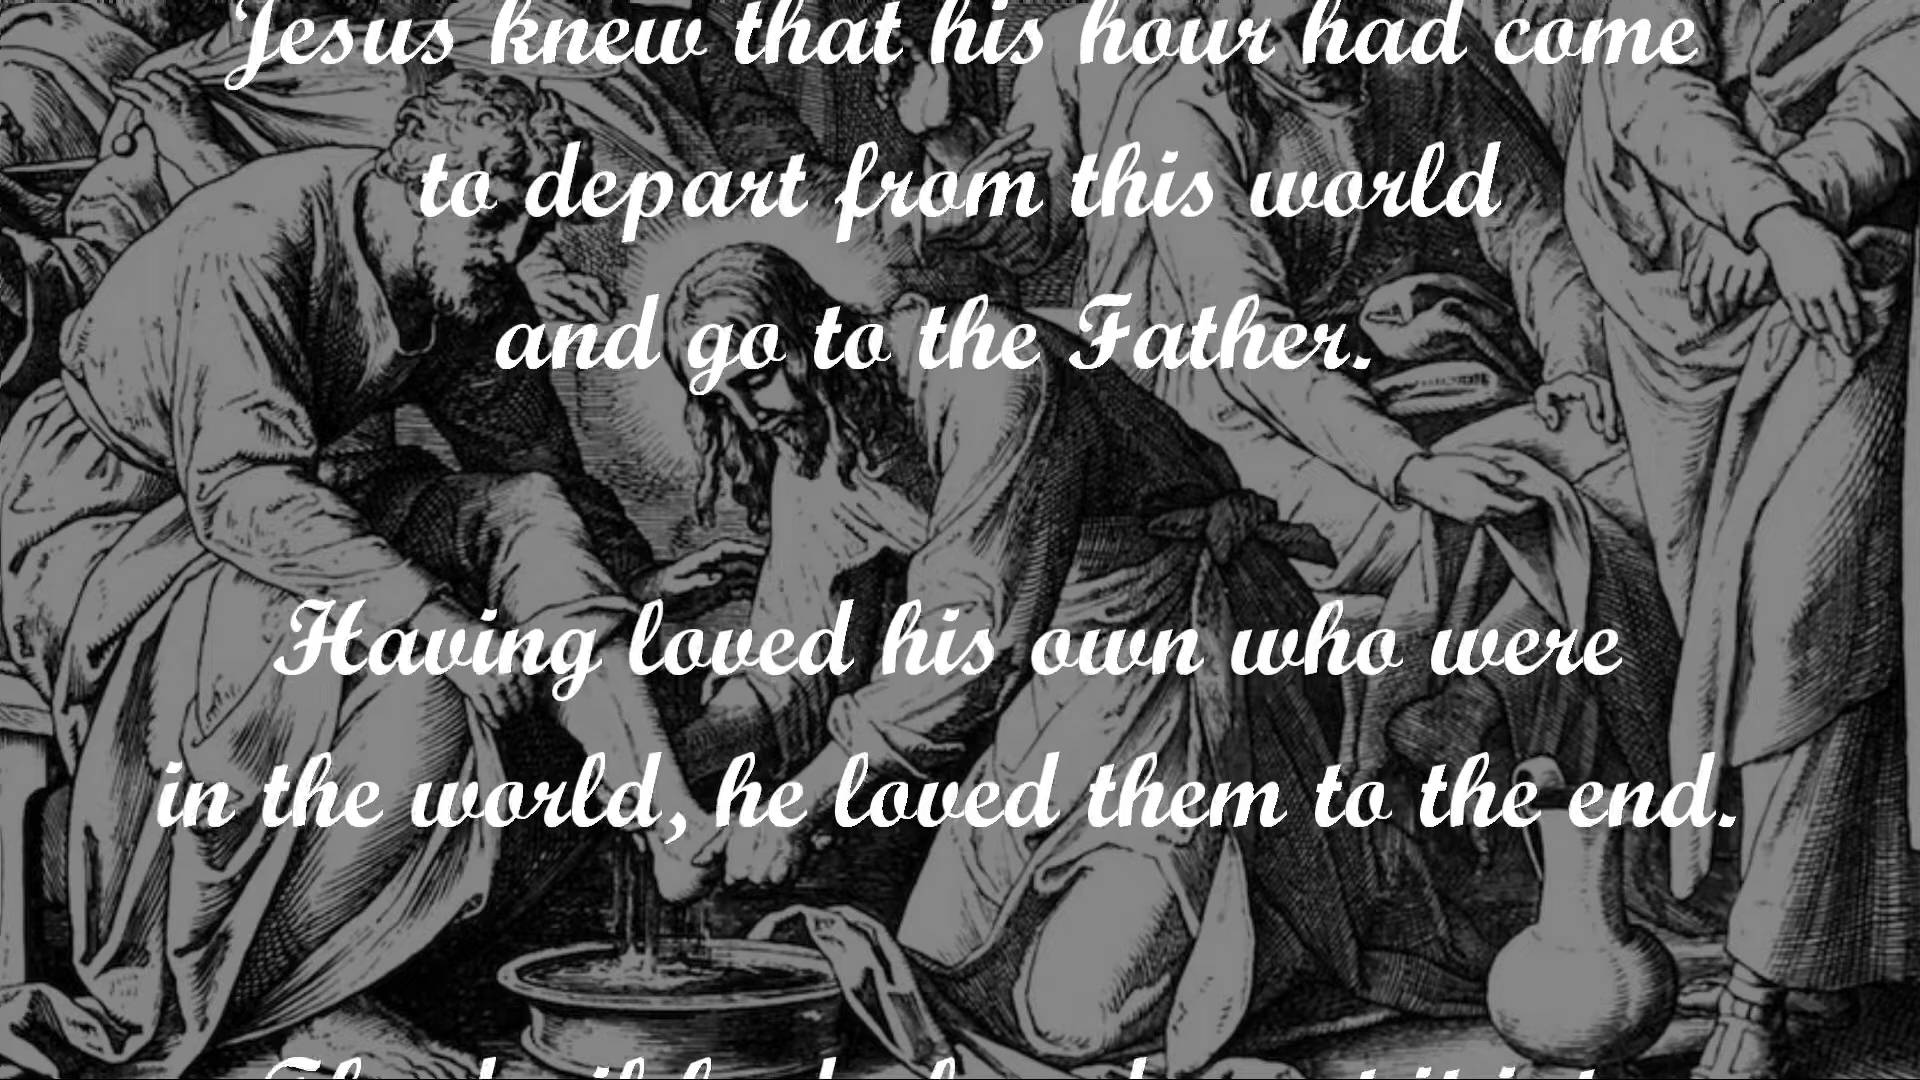 Jesus knew that his hour had come
to depart from this world
and go to the Father.
Having loved his own who were
in the world, he loved them to the end.